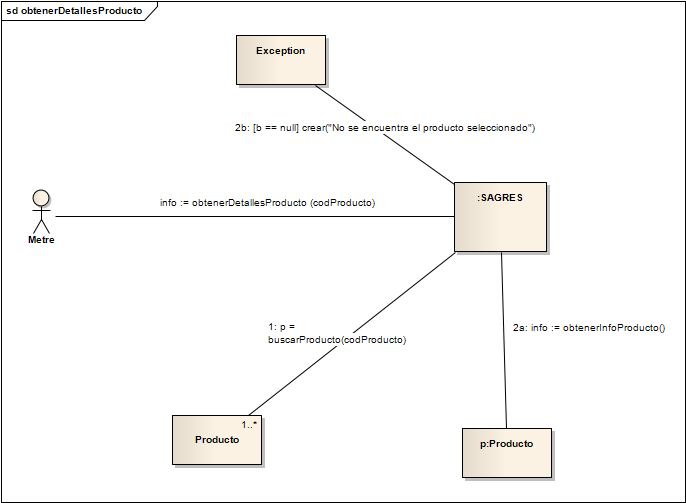 sd obtenerDetallesProducto
Exception
2b: [b == null] crear("No se encuentra el producto seleccionado")
:SAGRES
info := obtenerDetallesProducto (codProducto)
Metre
1: p =
buscarProducto(codProducto)
2a: info := obtenerInfoProducto()
1..*
Producto
p:Producto